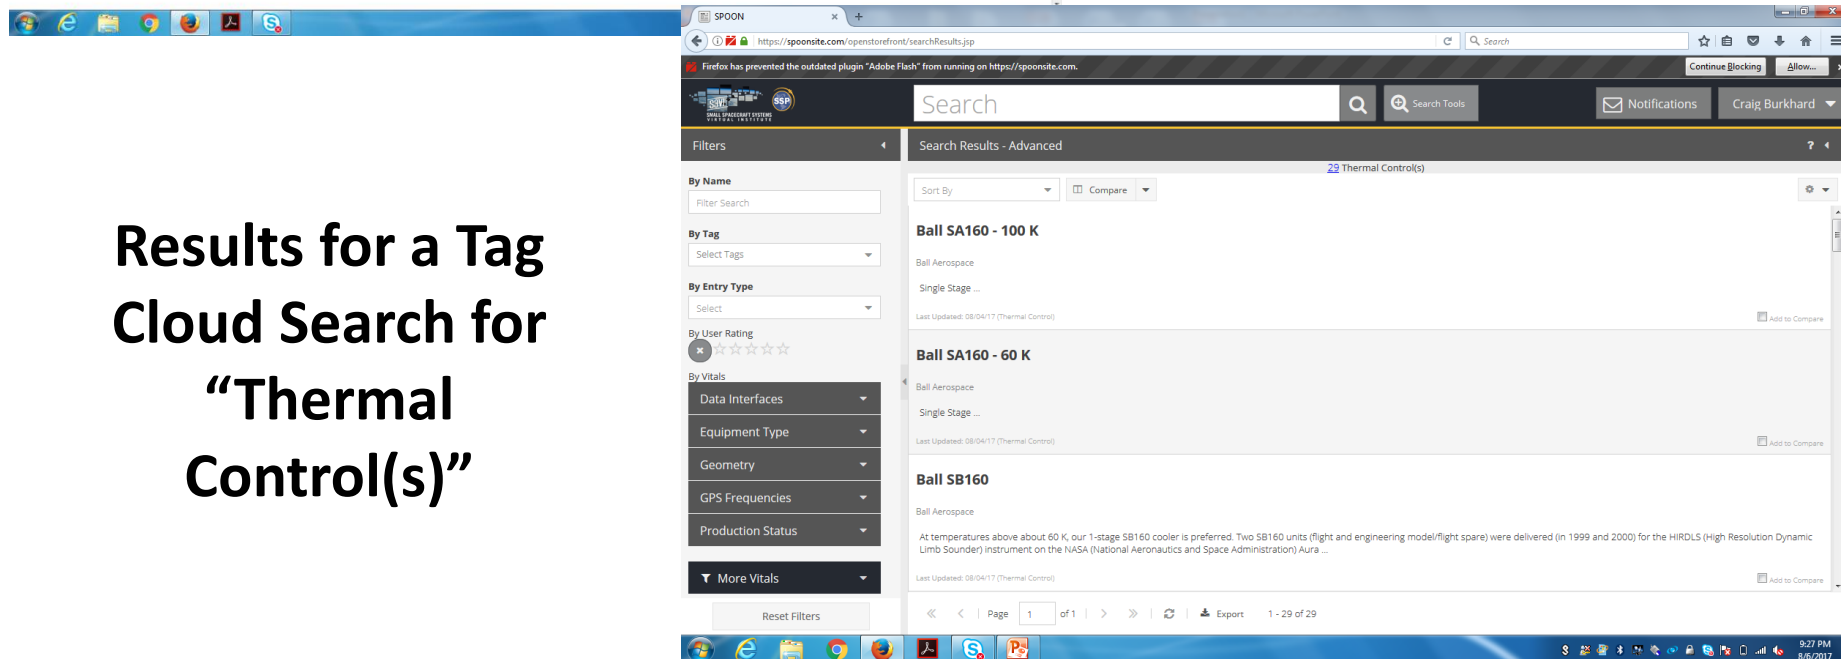 Results for a Tag
Cloud Search for
“Thermal
Control(s)”
SPOON
https://spoonsite.com/openstorefront/searchResults.jsp
Search
Firefox has prevented the outdated plugin "Adobe Flash" from running on https://spoonsite.com.
Continue Blocking
Allow...
SMALL SPACECRAFT SYSTEMS
VIRTUAL INSTITUTE
SSP
Search
Search Tools
Notifications
Craig Burkhard
Filters
Search Results - Advanced
?
29 Thermal Control(s)
By Name
Filter Search
By Tag
Select Tags
By Entry Type
Select
By User Rating
By Vitals
Data Interfaces
Equipment Type
Geometry
GPS Frequencies
Production Status
More Vitals
Reset Filters
Sort By
Compare
Ball SA160 - 100 K
Ball Aerospace
Single Stage ...
Last Updated: 08/04/17 (Thermal Control)
Add to Compare
Ball SA160 - 60 K
Ball Aerospace
Single Stage ...
Last Updated: 08/04/17 (Thermal Control)
Add to Compare
Ball SB160
Ball Aerospace
At temperatures above about 60 K, our 1-stage SB160 cooler is preferred. Two SB160 units (flight and engineering model/flight spare) were delivered (in 1999 and 2000) for the HIRDLS (High Resolution Dynamic
Limb Sounder) instrument on the NASA (National Aeronautics and Space Administration) Aura ...
Last Updated: 08/04/17 (Thermal Control)
Add to Compare
Page 1 of 1
Export
1 - 29 of 29
9:27 PM
8/6/2017